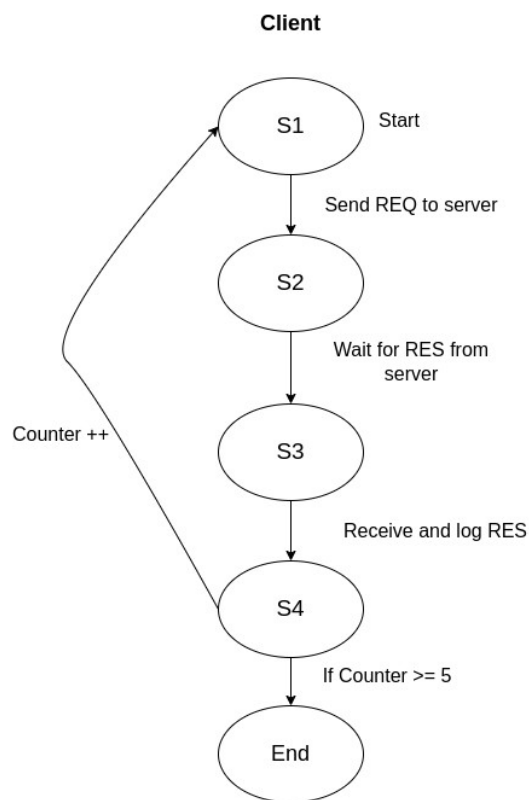 Client
S1
Start
Send REQ to server
S2
Wait for RES from
server
S3
Receive and log RES
Counter ++
S4
If Counter >= 5
End